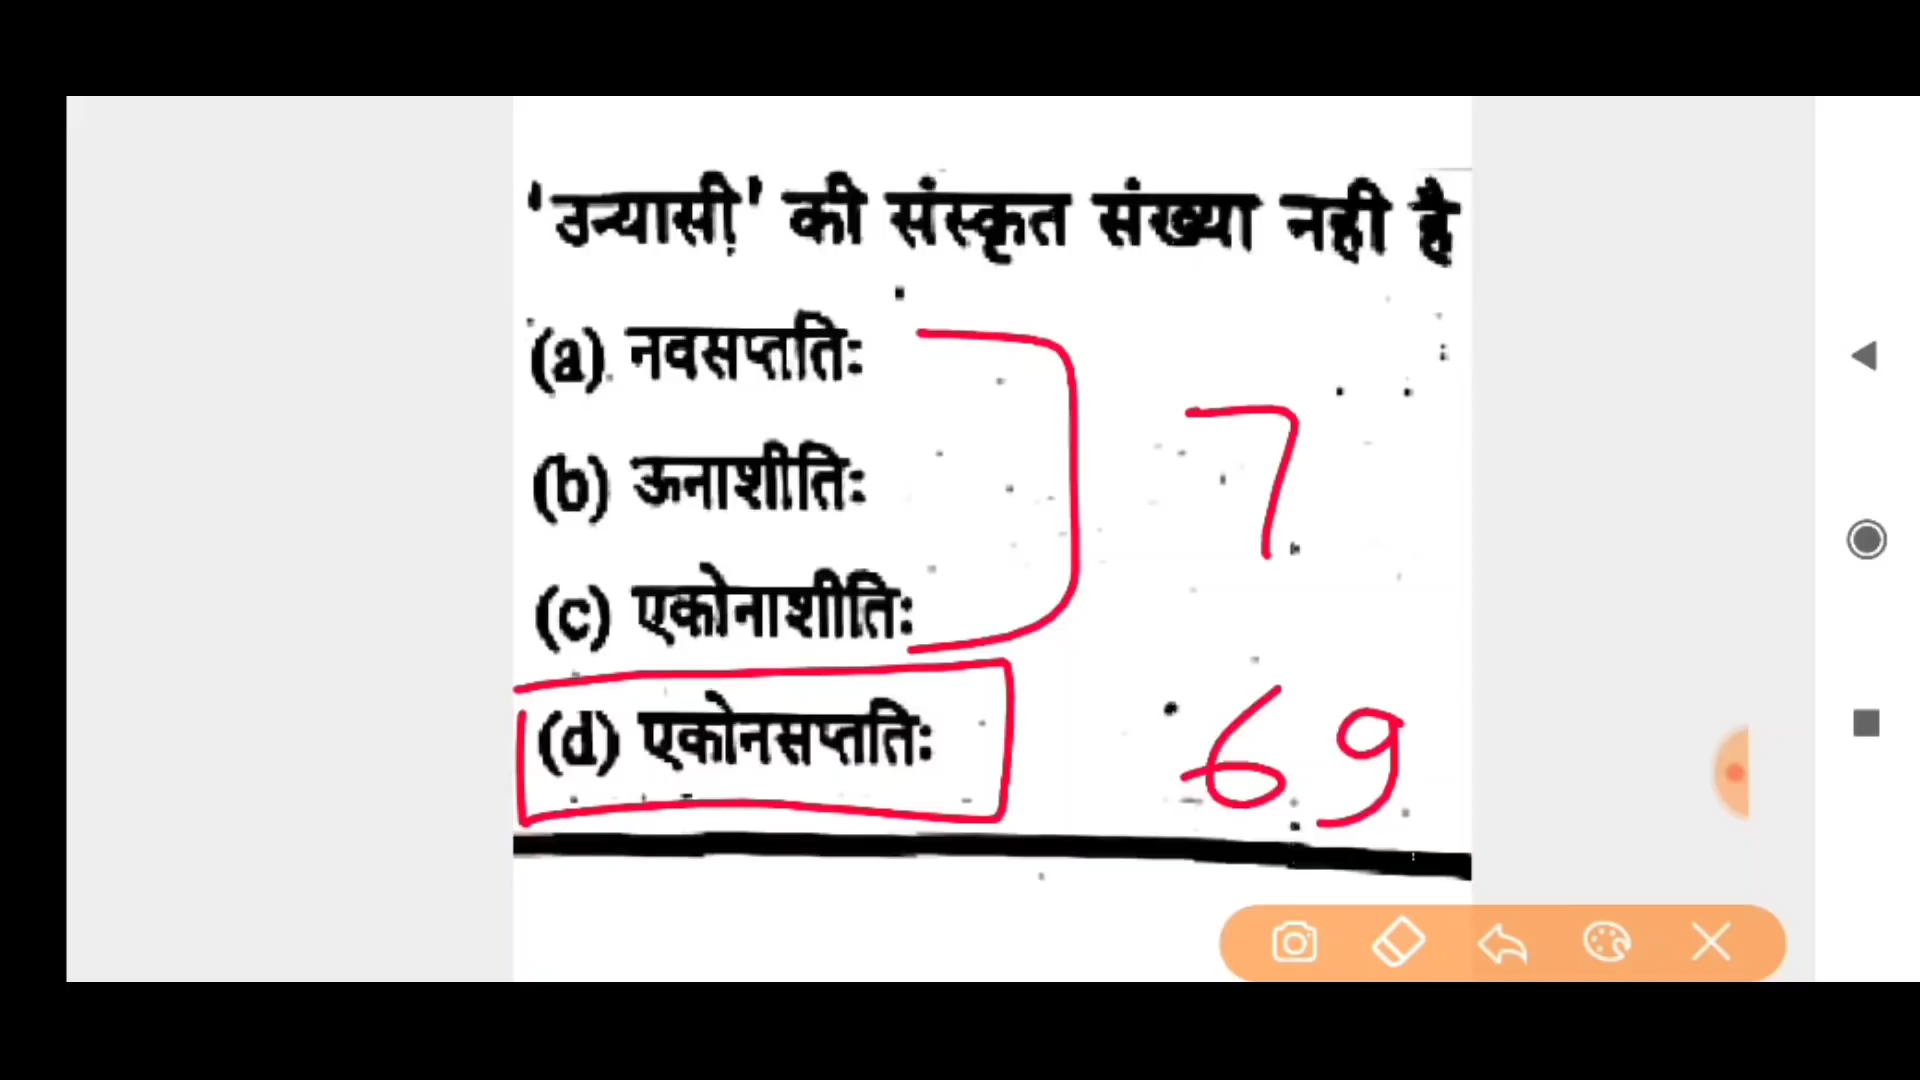 'उन्यासी' की संस्कृत संख्या नही है
(a) नवसप्ततिः
(b) ऊनाशीतिः
(c) एकोनाशीतिः
7
(d) एकोनसप्ततिः
69